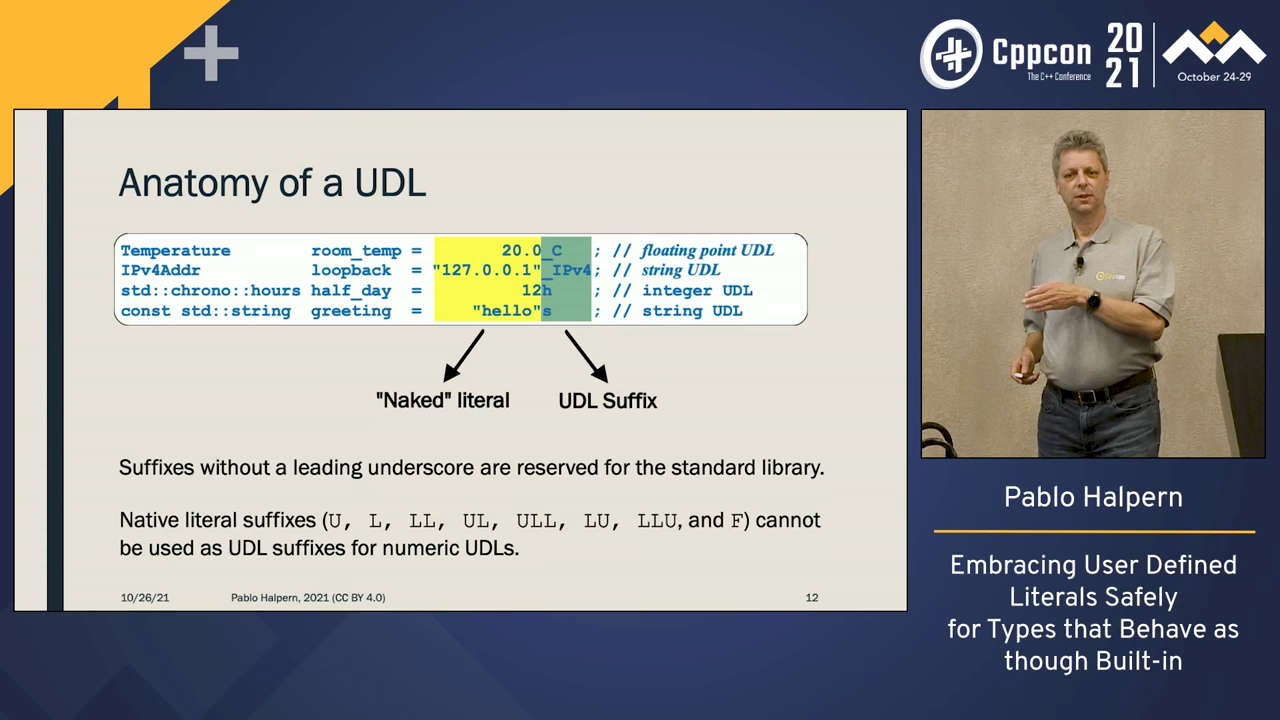 Cppcon
The C++ Conference
20
21
October 24-29
Anatomy of a UDL
Temperature room_temp = 20.0_C ; // floating point UDL
IPv4Addr loopback = "127.0.0.1"_IPv4; // string UDL
std::chrono::hours half_day = 12h ; // integer UDL
const std::string greeting = "hello"s ; // string UDL
"Naked" literal UDL Suffix
Suffixes without a leading underscore are reserved for the standard library.
Native literal suffixes (U, L, LL, UL, ULL, LU, LLU, and F) cannot
be used as UDL suffixes for numeric UDLs.
10/26/21 Pablo Halpern, 2021 (CC BY 4.0) 12
Pablo Halpern
Embracing User Defined
Literals Safely
for Types that Behave as
though Built-in